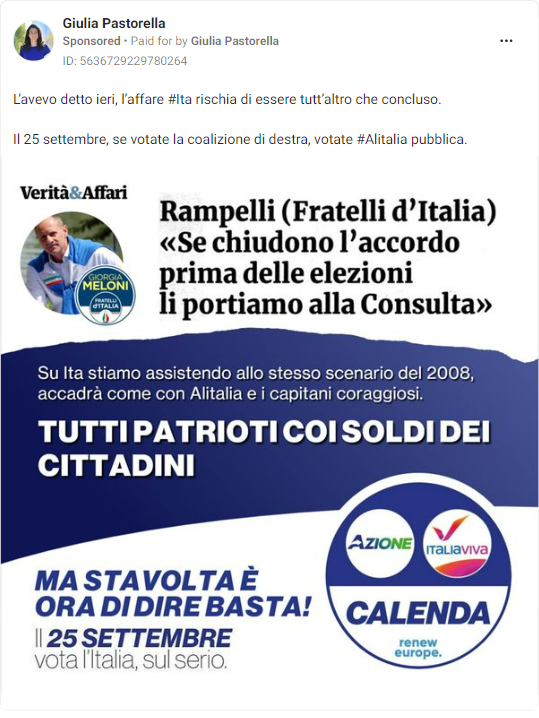 Giulia Pastorella
Sponsored • Paid for by Giulia Pastorella
ID: 5636729229780264
L'avevo detto ieri, l'affare #Ita rischia di essere tutt'altro che concluso.
Il 25 settembre, se votate la coalizione di destra, votate #Alitalia pubblica.
Verità&Affari
Rampelli (Fratelli d'Italia)
«Se chiudono l'accordo
prima delle elezioni
li portiamo alla Consulta»
GIORGIA
MELONI
FRATELLI
d'ITALIA
Su Ita stiamo assistendo allo stesso scenario del 2008,
accadrà come con Alitalia e i capitani coraggiosi.
TUTTI PATRIOTI COI SOLDI DEI
CITTADINI
AZIONE
ITALIAVIVA
CALENDA
renew
europe.
MA STAVOLTA È
ORA DI DIRE BASTA!
Il 25 SETTEMBRE
vota l'Italia, sul serio.